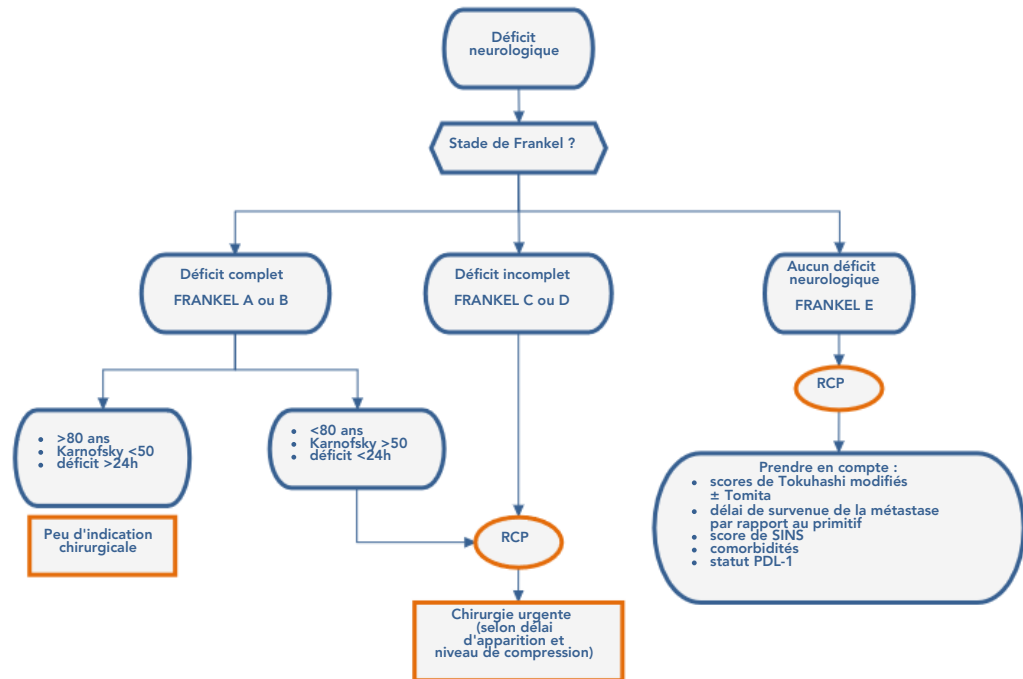 Déficit
neurologique
Stade de Frankel ?
Déficit complet
FRANKEL A ou B
Déficit incomplet
FRANKEL C ou D
Aucun déficit
neurologique
FRANKEL E
RCP
• >80 ans
• Karnofsky <50
• déficit >24h
• <80 ans
• Karnofsky >50
• déficit <24h
Peu d'indication
chirurgicale
RCP
Chirurgie urgente
(selon délai
d'apparition et
niveau de compression)
Prendre en compte :
• scores de Tokuhashi modifiés
± Tomita
• délai de survenue de la métastase
par rapport au primitif
• score de SINS
• comorbidités
• statut PDL-1